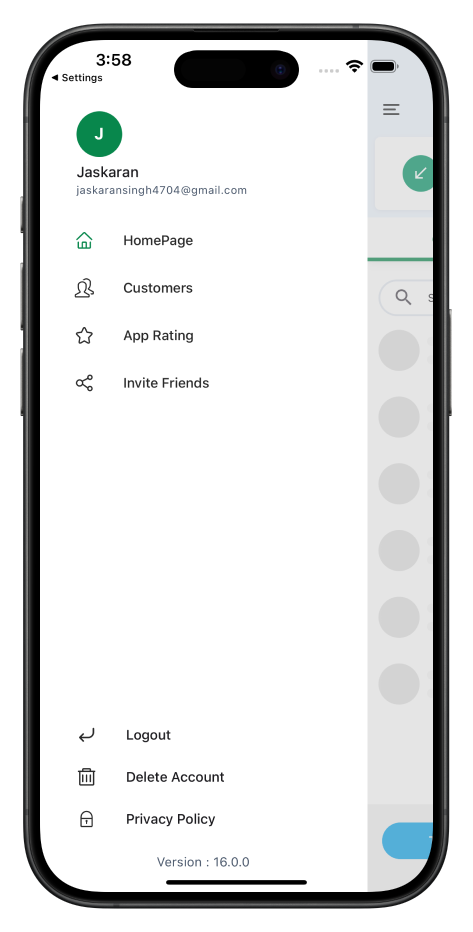 3:58
◀ Settings
J
Jaskaran
jaskaransingh4704@gmail.com
HomePage
Customers
App Rating
Invite Friends
Logout
Delete Account
Privacy Policy
Version : 16.0.0